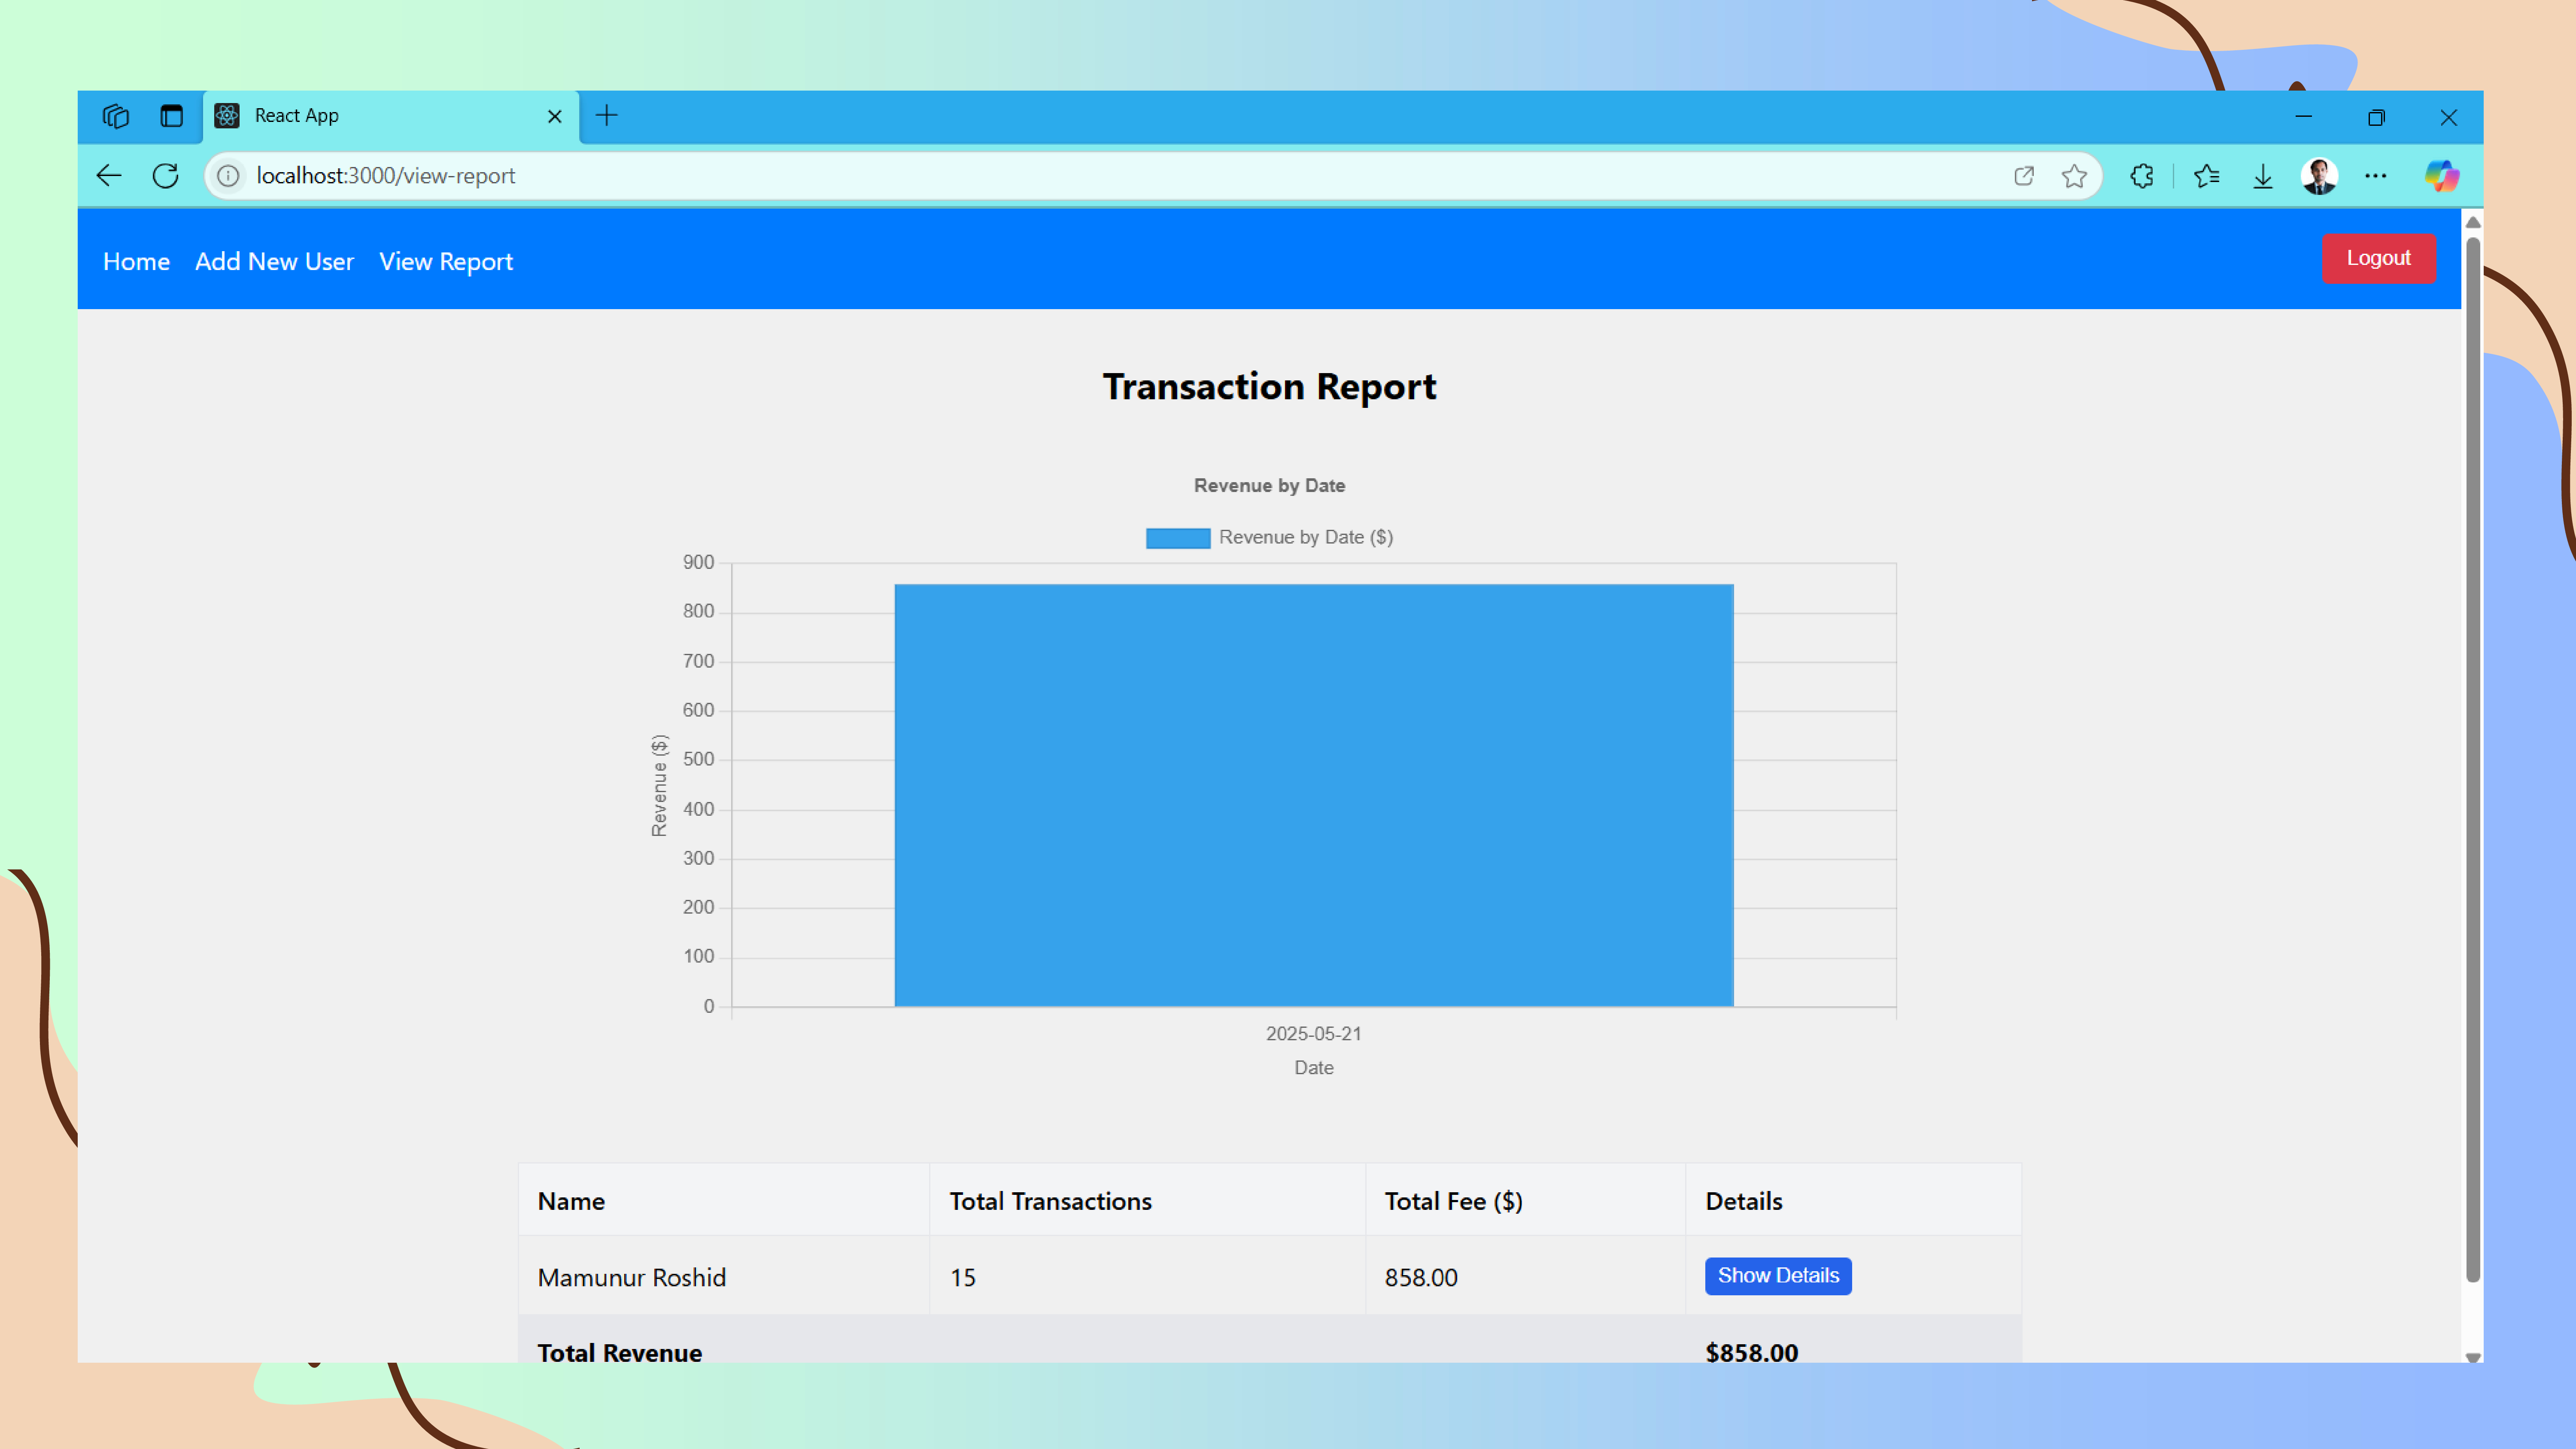 React App
localhost:3000/view-report
Home Add New User View Report Logout
Transaction Report
Revenue by Date
Revenue by Date ($)
900
800
700
600
500
400
300
200
100
0
Revenue ($)
2025-05-21
Date
Name Total Transactions Total Fee ($) Details
Mamunur Roshid 15 858.00 Show Details
Total Revenue $858.00